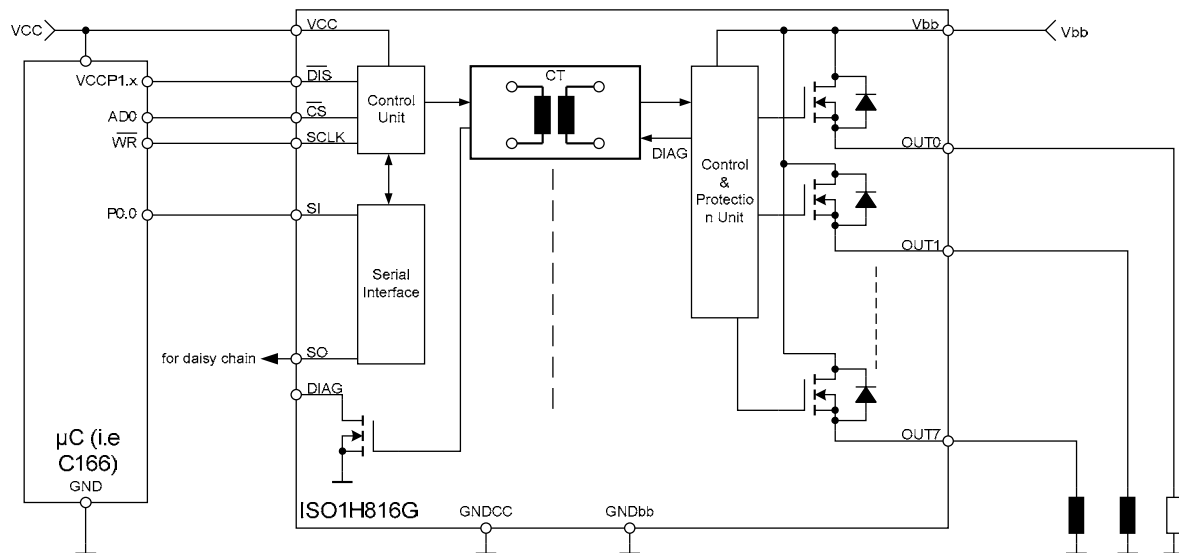 VCC
VCC
Vbb
Vbb
VCCP1.x
DIS
CT
AD0
CS
Control
Unit
WR
SCLK
DIAG
OUT0
Control
&
Protectio
n Unit
P0.0
SI
OUT1
Serial
Interface
for daisy chain
SO
DIAG
µC (i.e
C166)
OUT7
GND
ISO1H816G
GNDCC
GNDbb